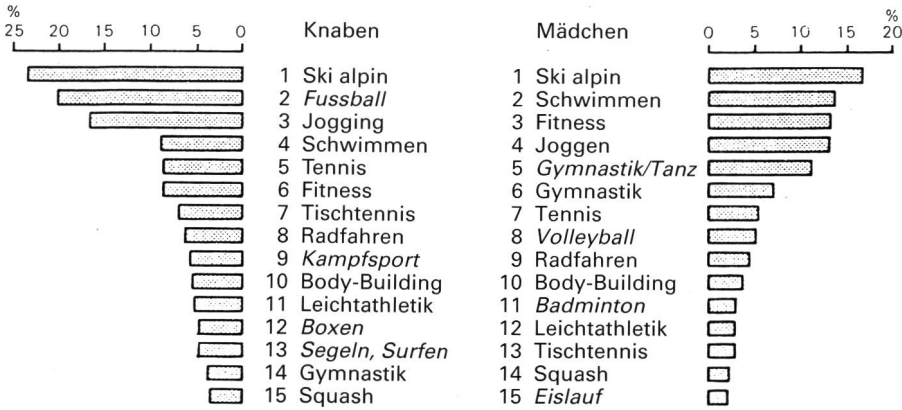 % %
25 20 15 10 5 0 Knaben Mädchen 0 5 10 15 20
1 Ski alpin 1 Ski alpin
2 Fussball 2 Schwimmen
3 Jogging 3 Fitness
4 Schwimmen 4 Joggen
5 Tennis 5 Gymnastik/Tanz
6 Fitness 6 Gymnastik
7 Tischtennis 7 Tennis
8 Radfahren 8 Volleyball
9 Kampfsport 9 Radfahren
10 Body-Building 10 Body-Building
11 Leichtathletik 11 Badminton
12 Boxen 12 Leichtathletik
13 Segeln, Surfen 13 Tischtennis
14 Gymnastik 14 Squash
15 Squash 15 Eislauf